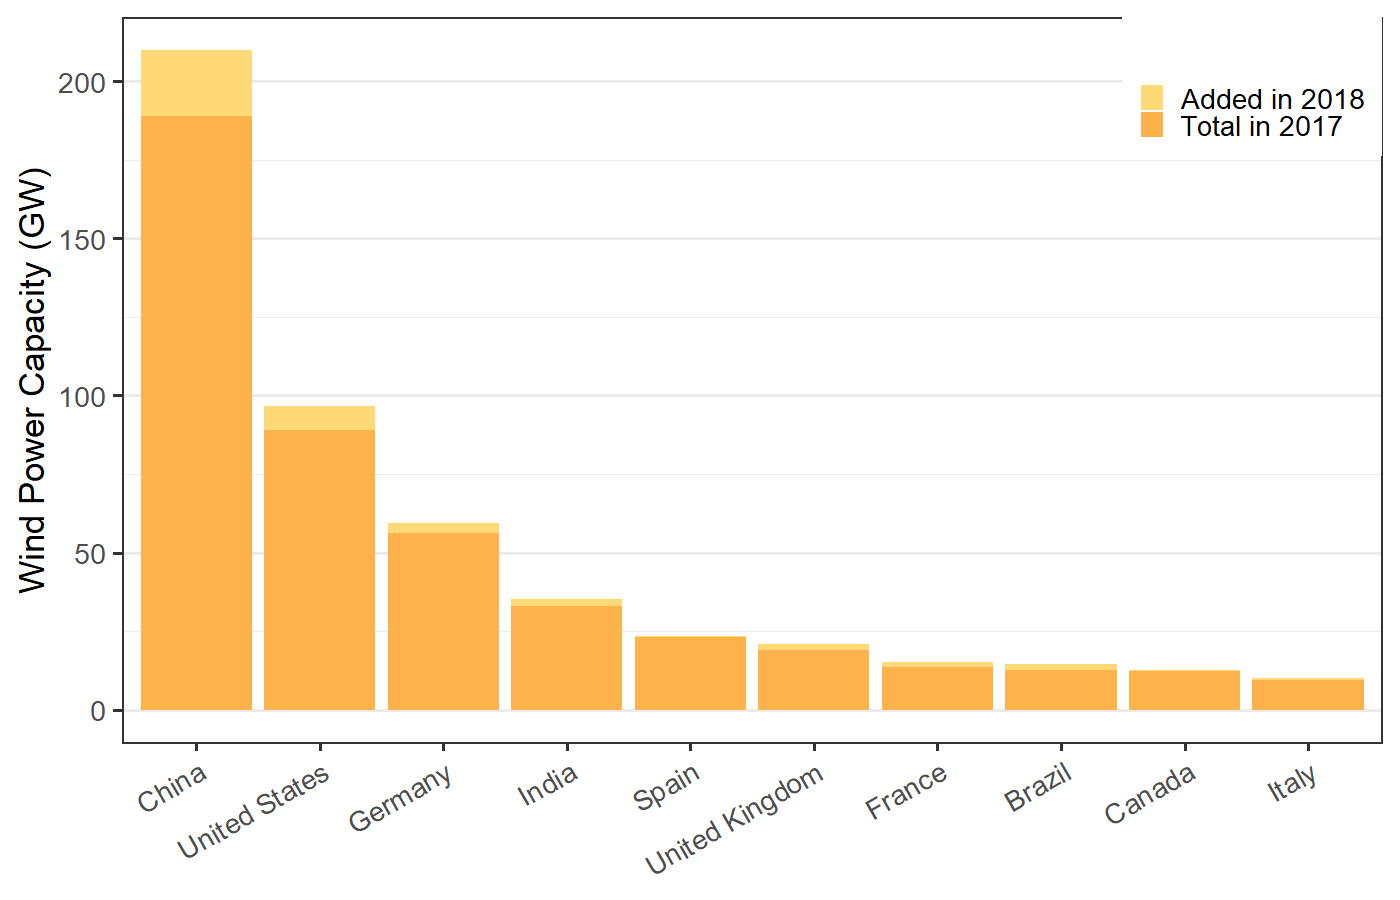 Wind Power Capacity (GW)
200
150
100
50
0
Added in 2018
Total in 2017
China
United States
Germany
India
Spain
United Kingdom
France
Brazil
Canada
Italy